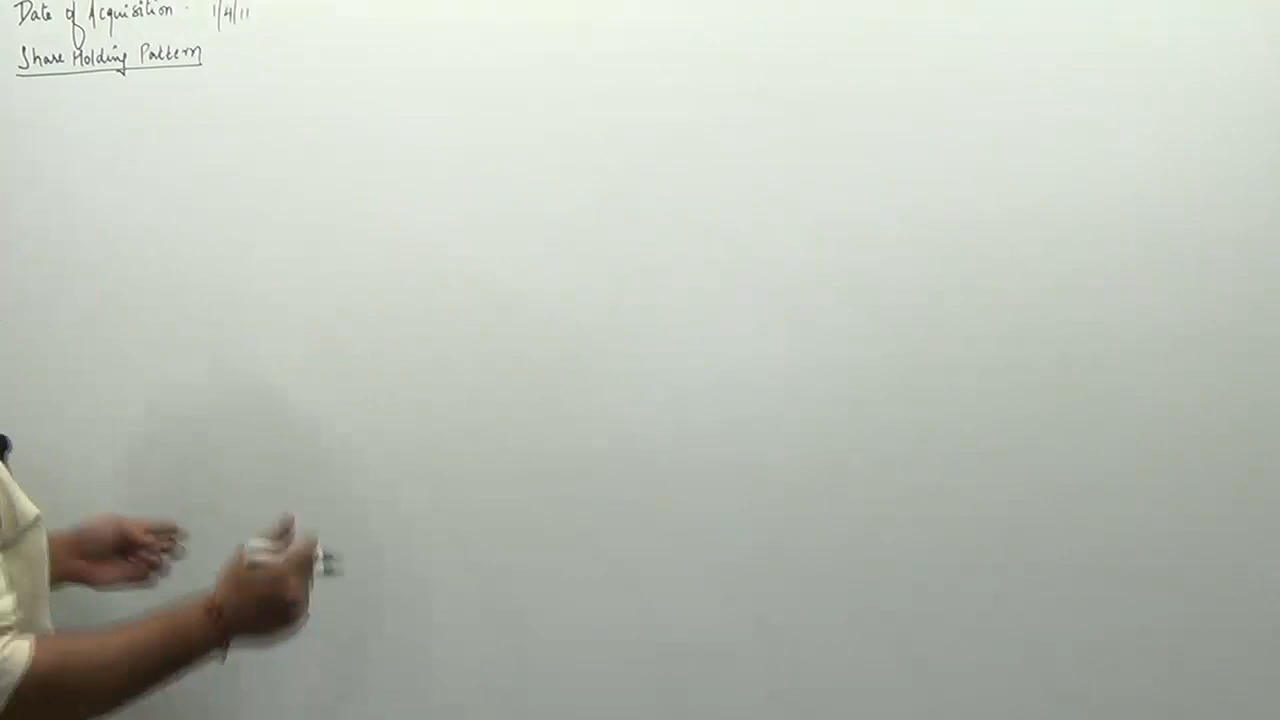 Date of Acquisition - 1/4/11
Share Holding Pattern